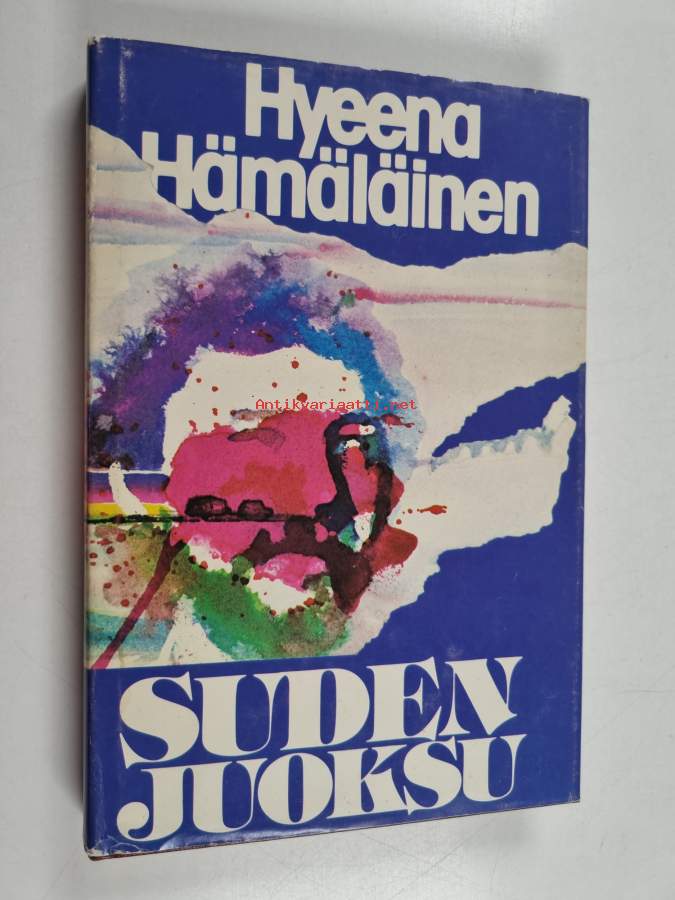 Hyeena
Hämäläinen
Antikvariaatti.net
SUDEN
JUOKSU